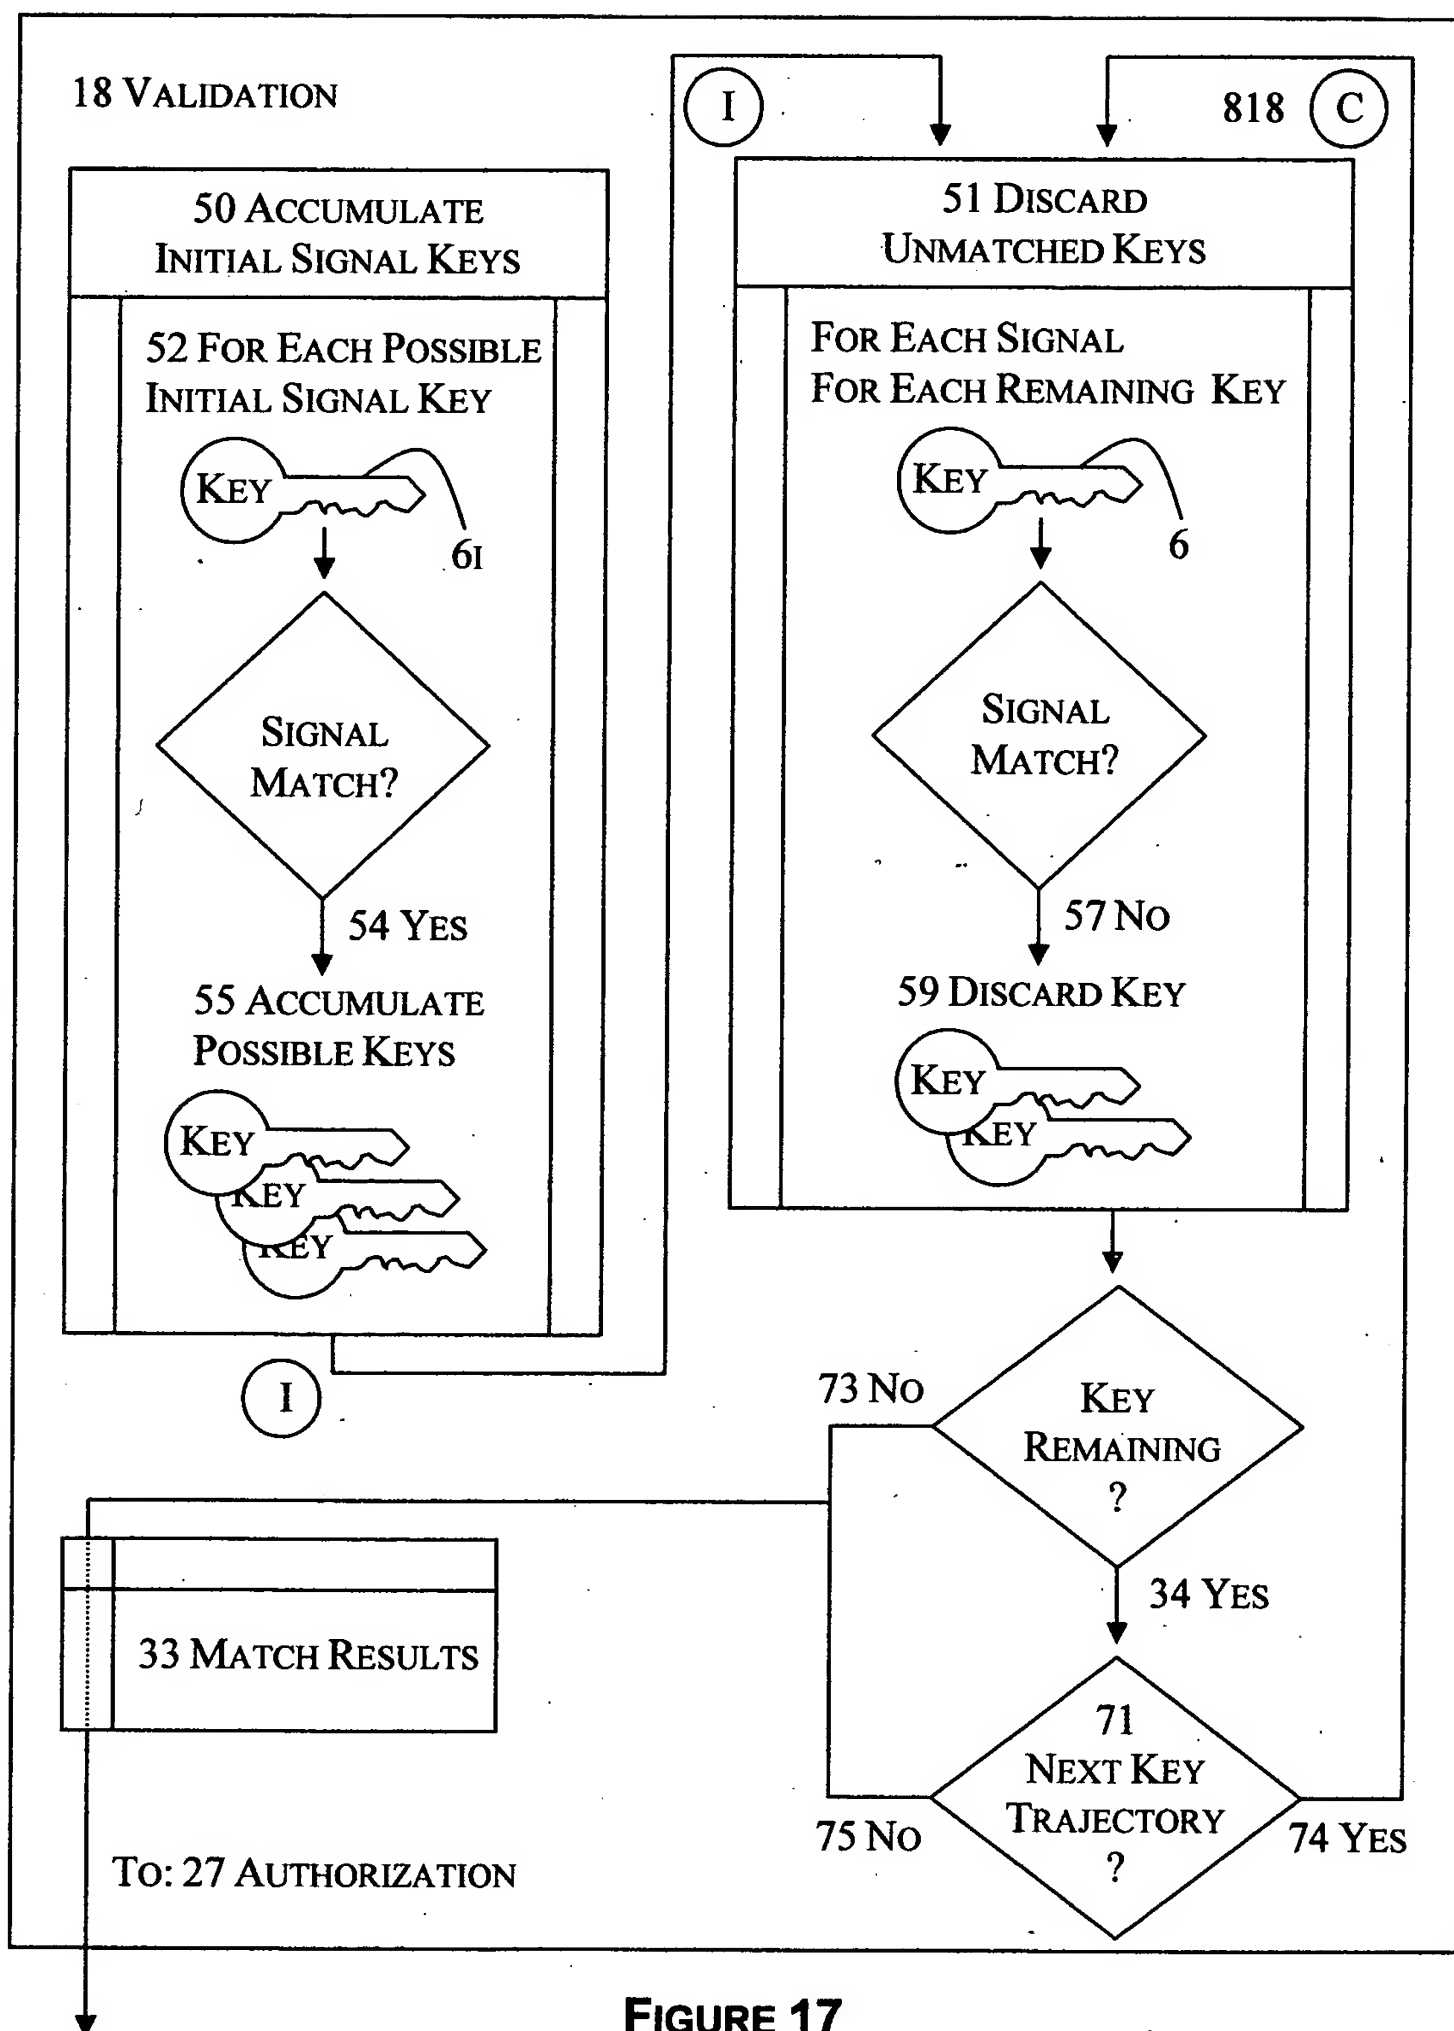 18 VALIDATION
I
818
C
50 ACCUMULATE
INITIAL SIGNAL KEYS
52 FOR EACH POSSIBLE
INITIAL SIGNAL KEY
KEY
6I
SIGNAL
MATCH?
54 YES
55 ACCUMULATE
POSSIBLE KEYS
KEY
KEY
KEY
I
51 DISCARD
UNMATCHED KEYS
FOR EACH SIGNAL
FOR EACH REMAINING KEY
KEY
6
SIGNAL
MATCH?
57 NO
59 DISCARD KEY
KEY
KEY
73 NO
KEY
REMAINING
?
34 YES
33 MATCH RESULTS
71
NEXT KEY
TRAJECTORY
?
75 NO
74 YES
TO: 27 AUTHORIZATION
FIGURE 17